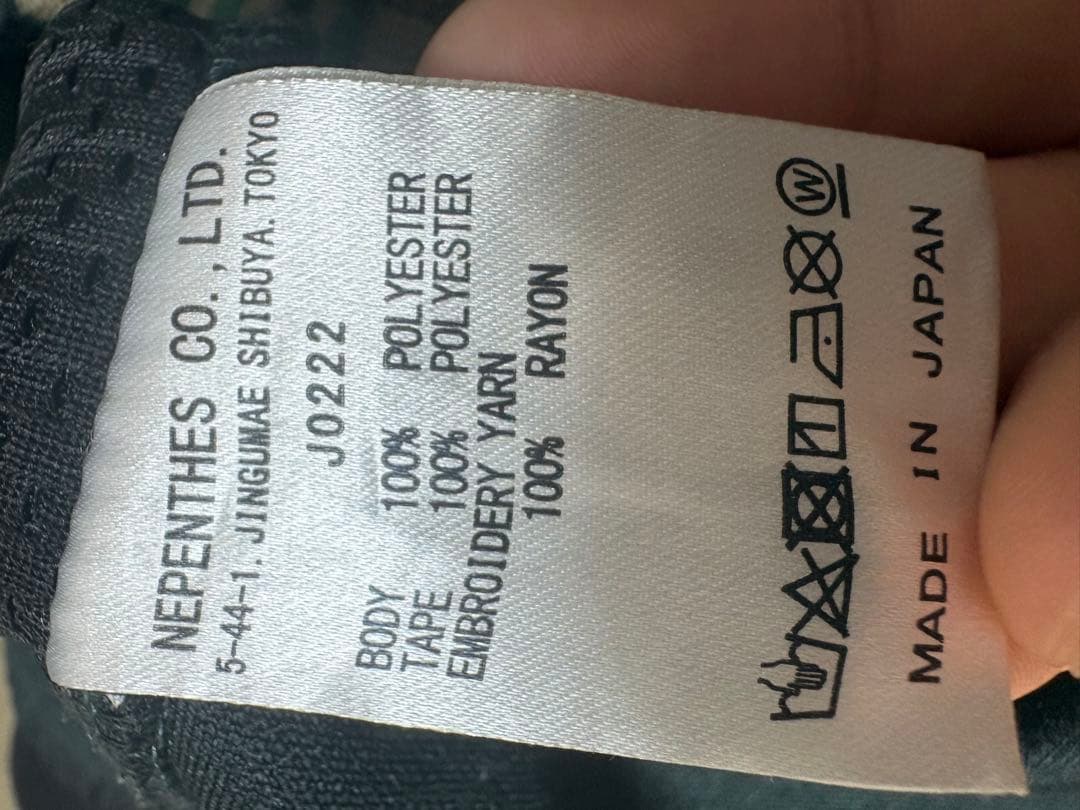 NEPENTHES CO.,LTD.
5-44-1. JINGUMAE SHIBUYA. TOKYO
J0222
BODY 100% POLYESTER
TAPE 100% POLYESTER
EMBROIDERY YARN
100% RAYON
W
MADE IN JAPAN